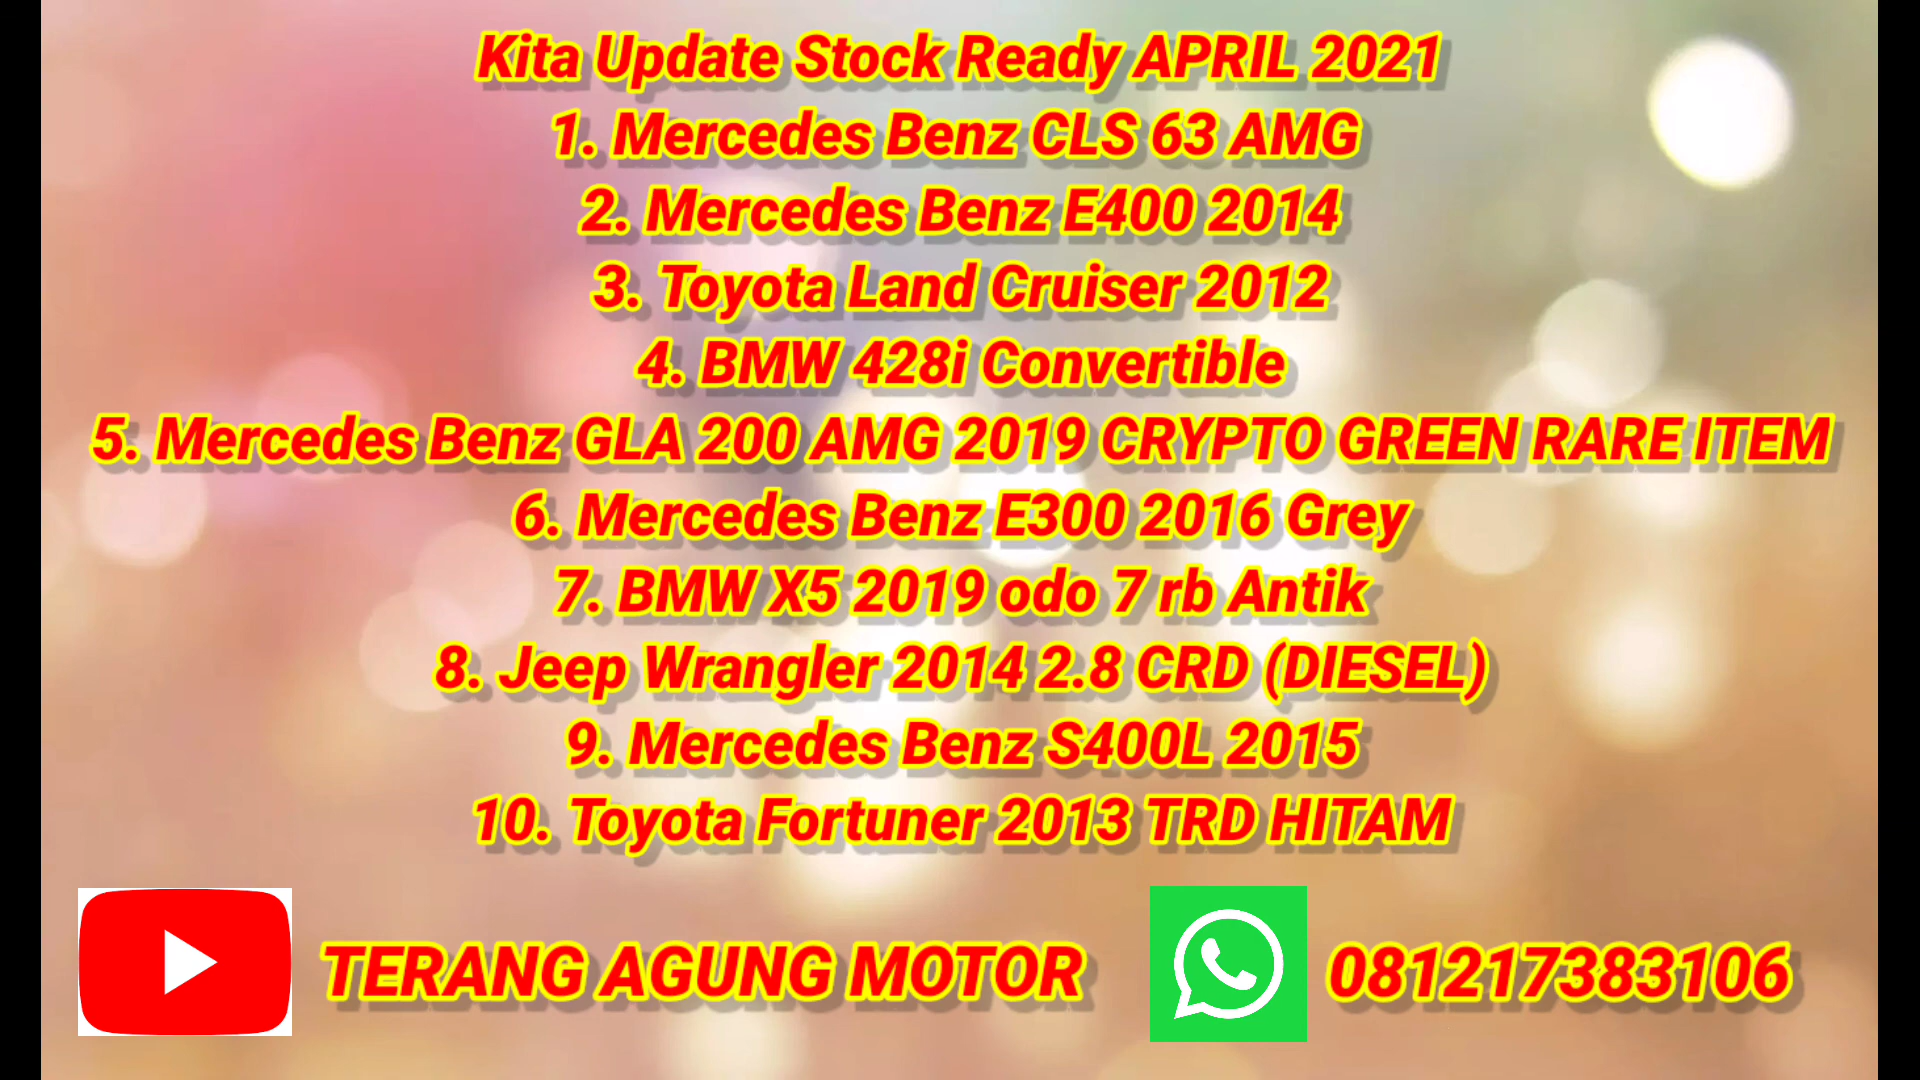 Kita Update Stock Ready APRIL 2021
1. Mercedes Benz CLS 63 AMG
2. Mercedes Benz E400 2014
3. Toyota Land Cruiser 2012
4. BMW 428i Convertible
5. Mercedes Benz GLA 200 AMG 2019 CRYPTO GREEN RARE ITEM
6. Mercedes Benz E300 2016 Grey
7. BMW X5 2019 odo 7 rb Antik
8. Jeep Wrangler 2014 2.8 CRD (DIESEL)
9. Mercedes Benz S400L 2015
10. Toyota Fortuner 2013 TRD HITAM
TERANG AGUNG MOTOR 081217383106